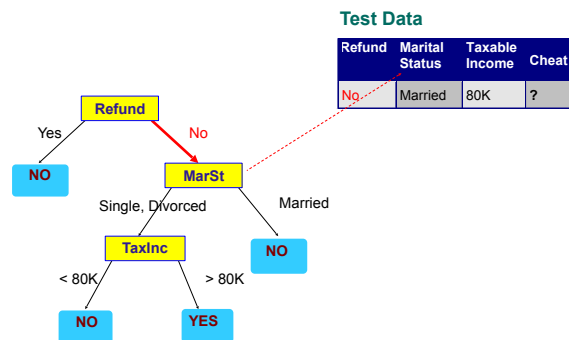 Test Data
Refund Marital Status Taxable Income Cheat
No Married 80K ?
Refund
Yes No
NO MarSt
Single, Divorced Married
TaxInc NO
< 80K > 80K
NO YES